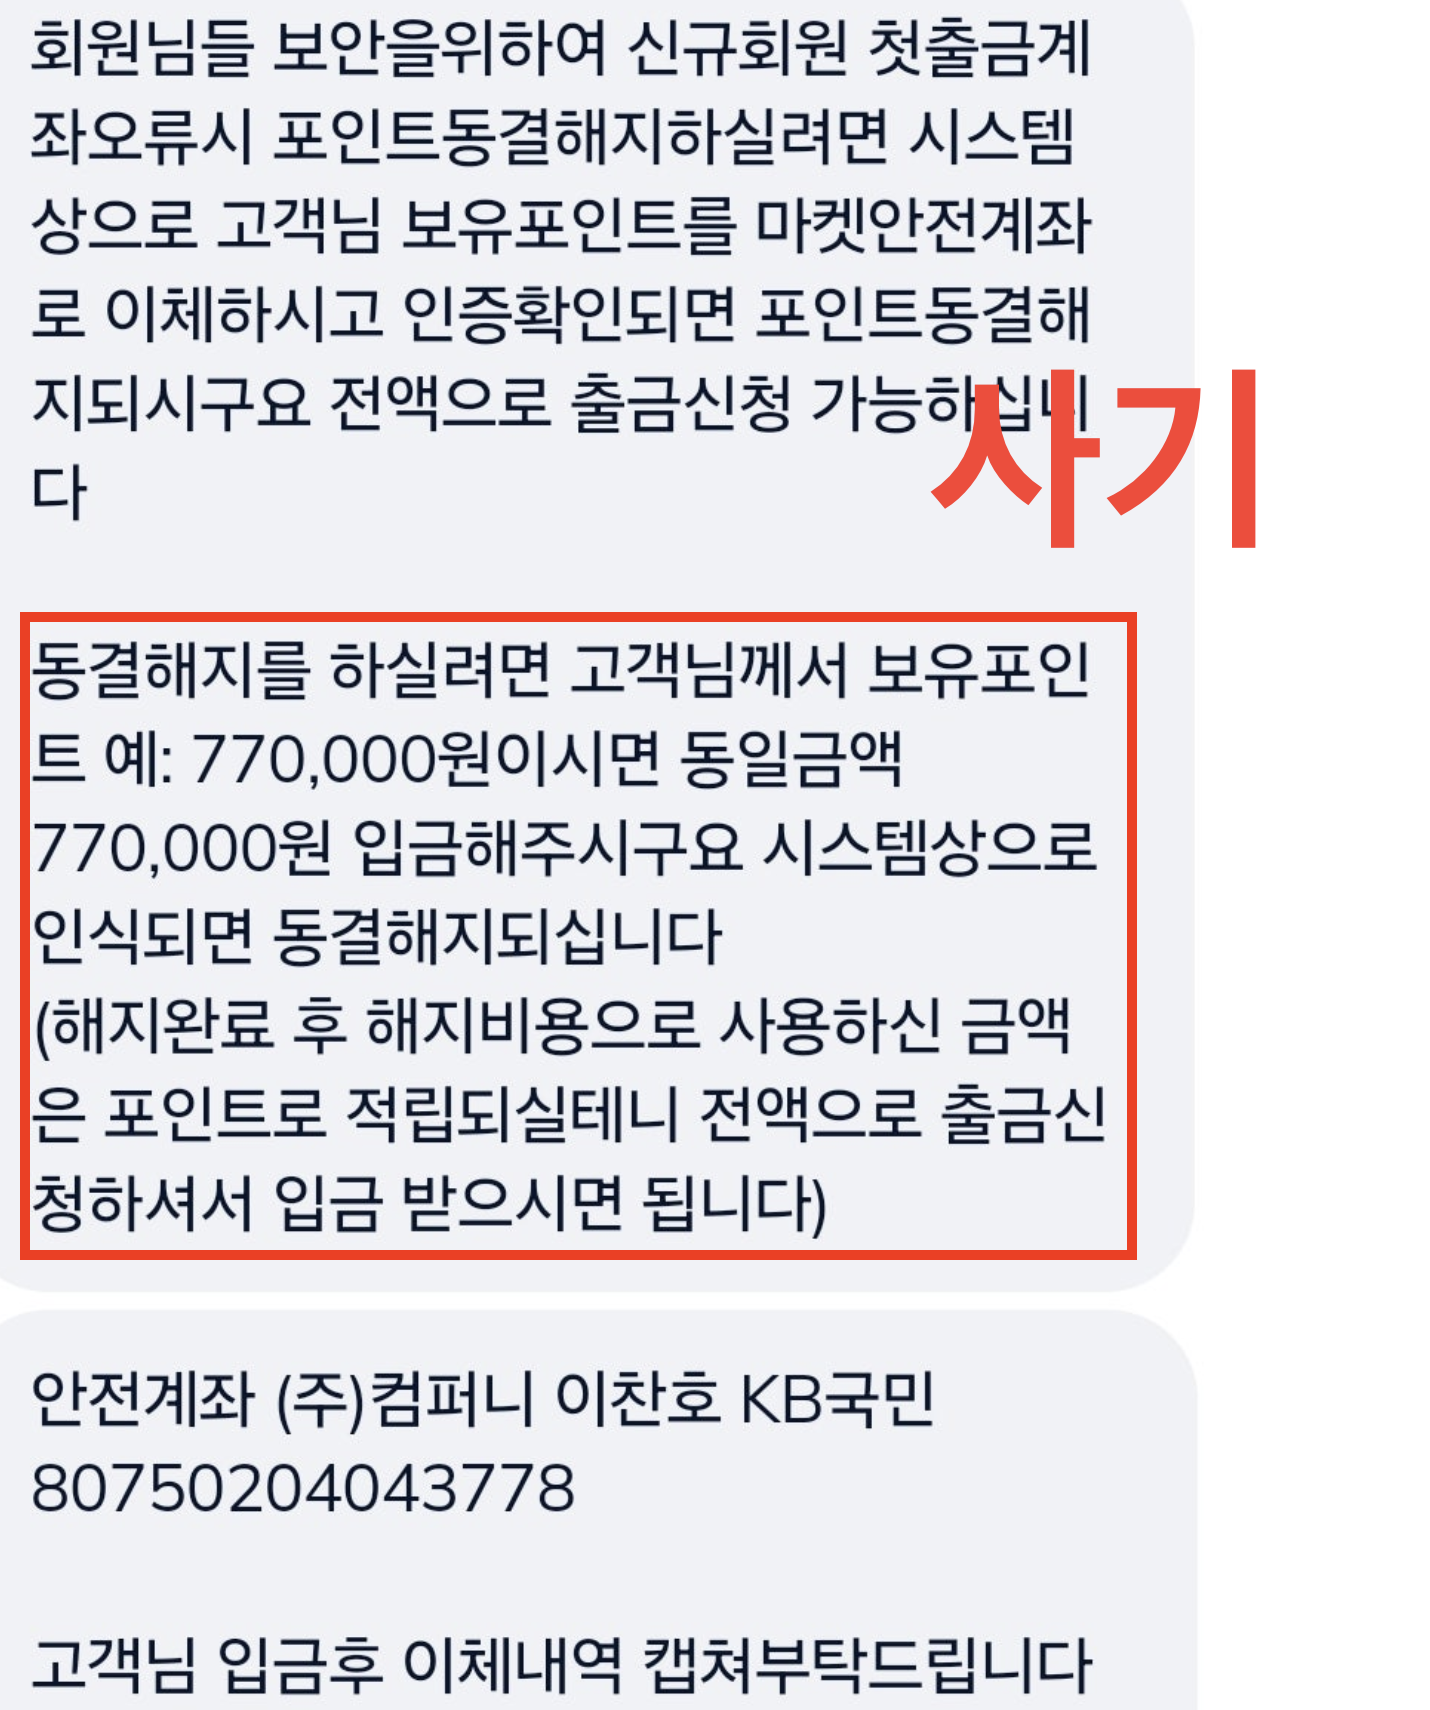 회원님들 보안을위하여 신규회원 첫출금계
좌오류시 포인트동결해지하실려면 시스템
상으로 고객님 보유포인트를 마켓안전계좌
로 이체하시고 인증확인되면 포인트동결해
지되시구요 전액으로 출금신청 가능하십니
다
사기
동결해지를 하실려면 고객님께서 보유포인
트 예: 770,000원이시면 동일금액
770,000원 입금해주시구요 시스템상으로
인식되면 동결해지되십니다
(해지완료 후 해지비용으로 사용하신 금액
은 포인트로 적립되실테니 전액으로 출금신
청하셔서 입금 받으시면 됩니다)
안전계좌 (주)컴퍼니 이찬호 KB국민
80750204043778
고객님 입금후 이체내역 캡쳐부탁드립니다